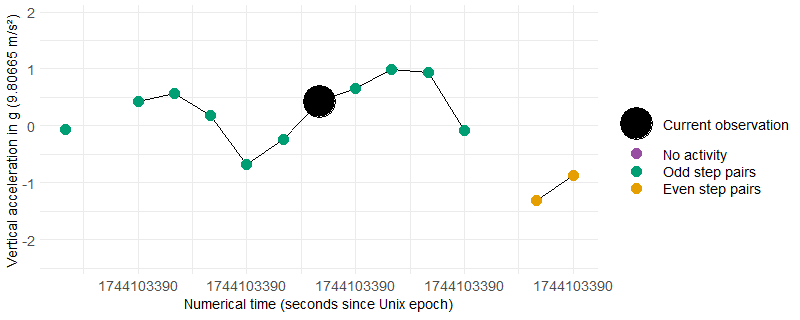 Vertical acceleration in g (9.80665 m/s²)
2
1
0
-1
-2
1744103390 1744103390 1744103390 1744103390 1744103390
Numerical time (seconds since Unix epoch)
Current observation
No activity
Odd step pairs
Even step pairs